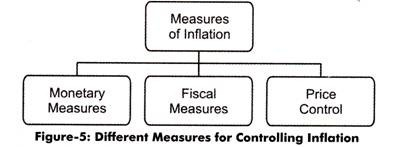 Measures
of Inflation
Monetary
Measures
Fiscal
Measures
Price
Control
Figure-5: Different Measures for Controlling Inflation